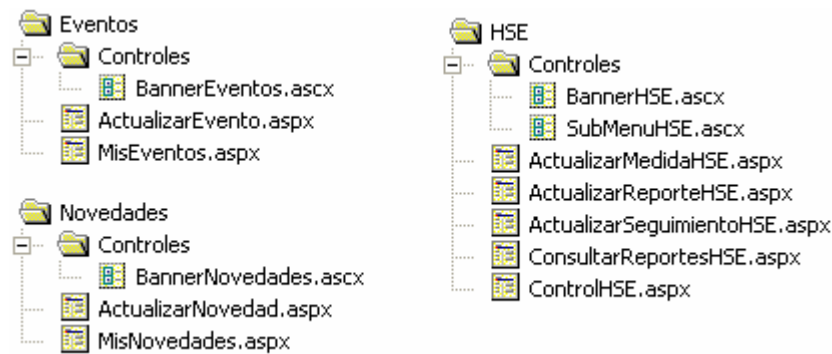 Eventos
Controles
BannerEventos.ascx
ActualizarEvento.aspx
MisEventos.aspx
Novedades
Controles
BannerNovedades.ascx
ActualizarNovedad.aspx
MisNovedades.aspx
HSE
Controles
BannerHSE.ascx
SubMenuHSE.ascx
ActualizarMedidaHSE.aspx
ActualizarReporteHSE.aspx
ActualizarSeguimientoHSE.aspx
ConsultarReportesHSE.aspx
ControlHSE.aspx